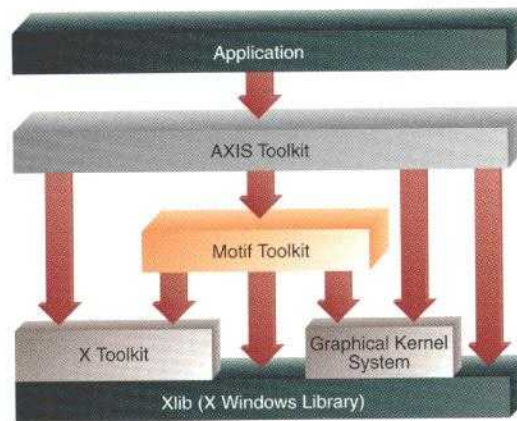 Application
AXIS Toolkit
Motif Toolkit
X Toolkit
Graphical Kernel
System
Xlib (X Windows Library)